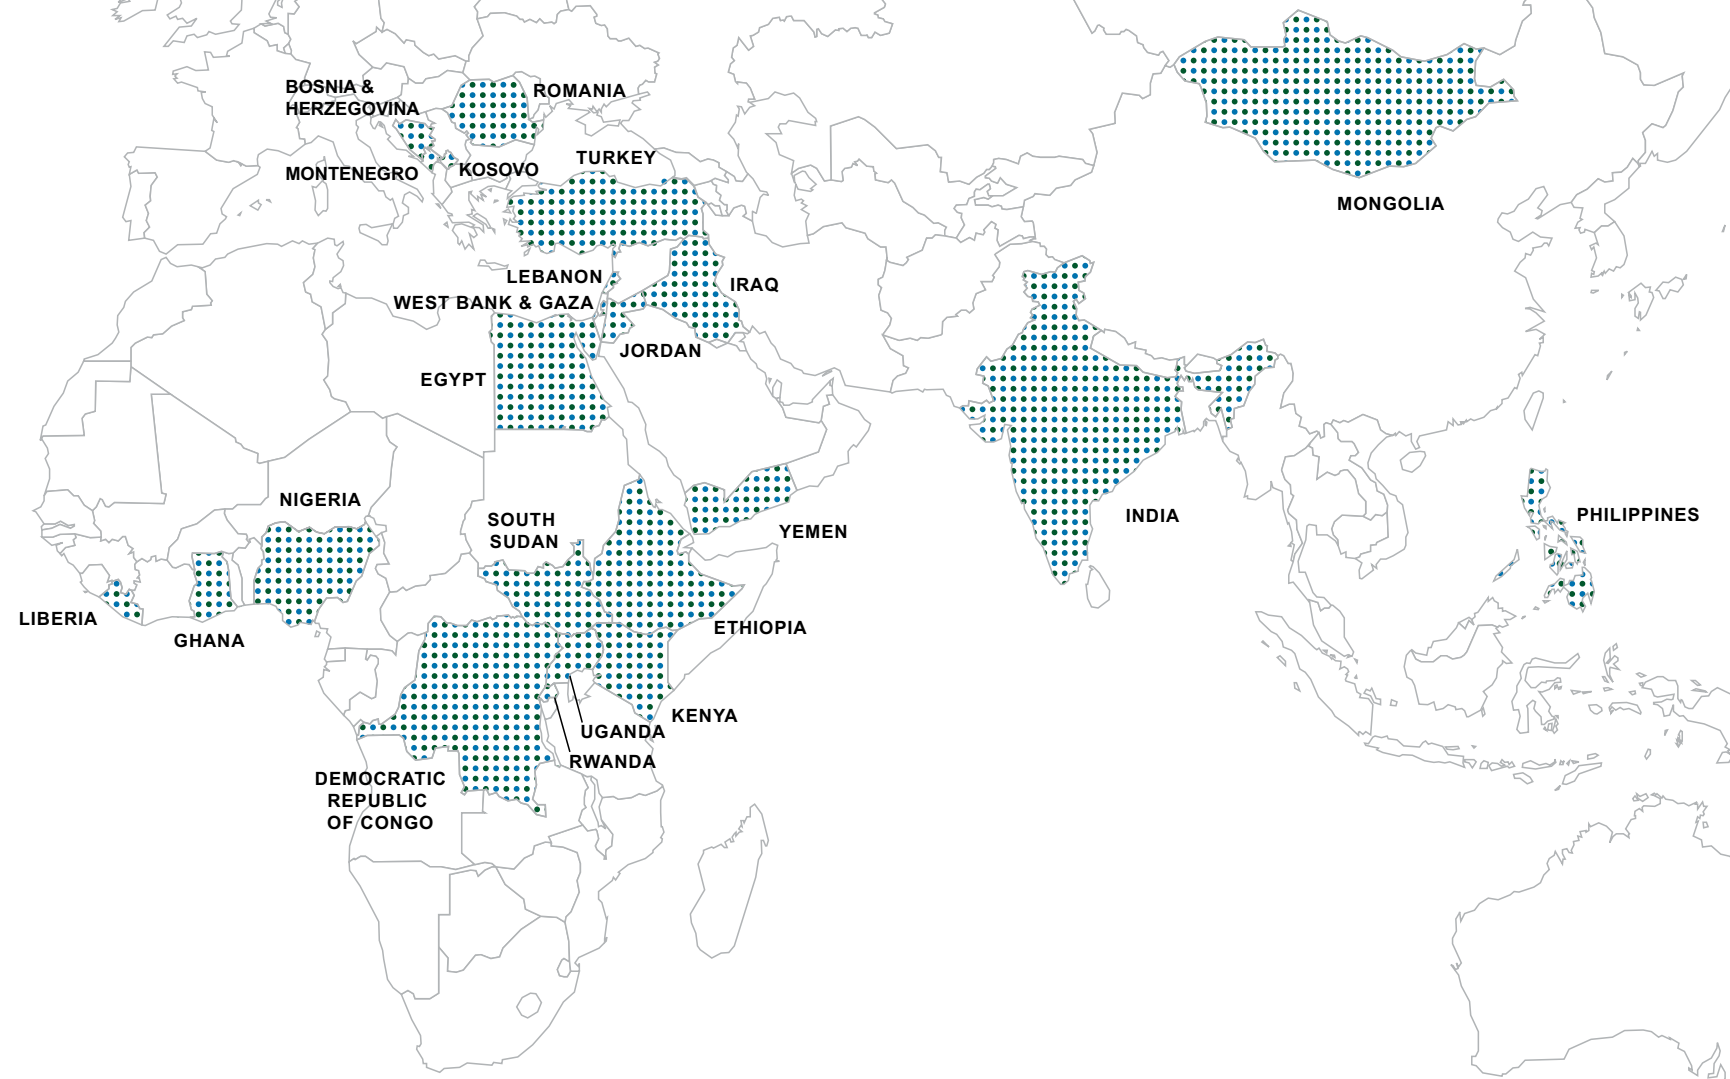 BOSNIA &
HERZEGOVINA
ROMANIA
MONTENEGRO
KOSOVO
TURKEY
MONGOLIA
LEBANON
WEST BANK & GAZA
IRAQ
JORDAN
EGYPT
NIGERIA
SOUTH
SUDAN
YEMEN
INDIA
PHILIPPINES
LIBERIA
GHANA
ETHIOPIA
KENYA
UGANDA
RWANDA
DEMOCRATIC
REPUBLIC
OF CONGO